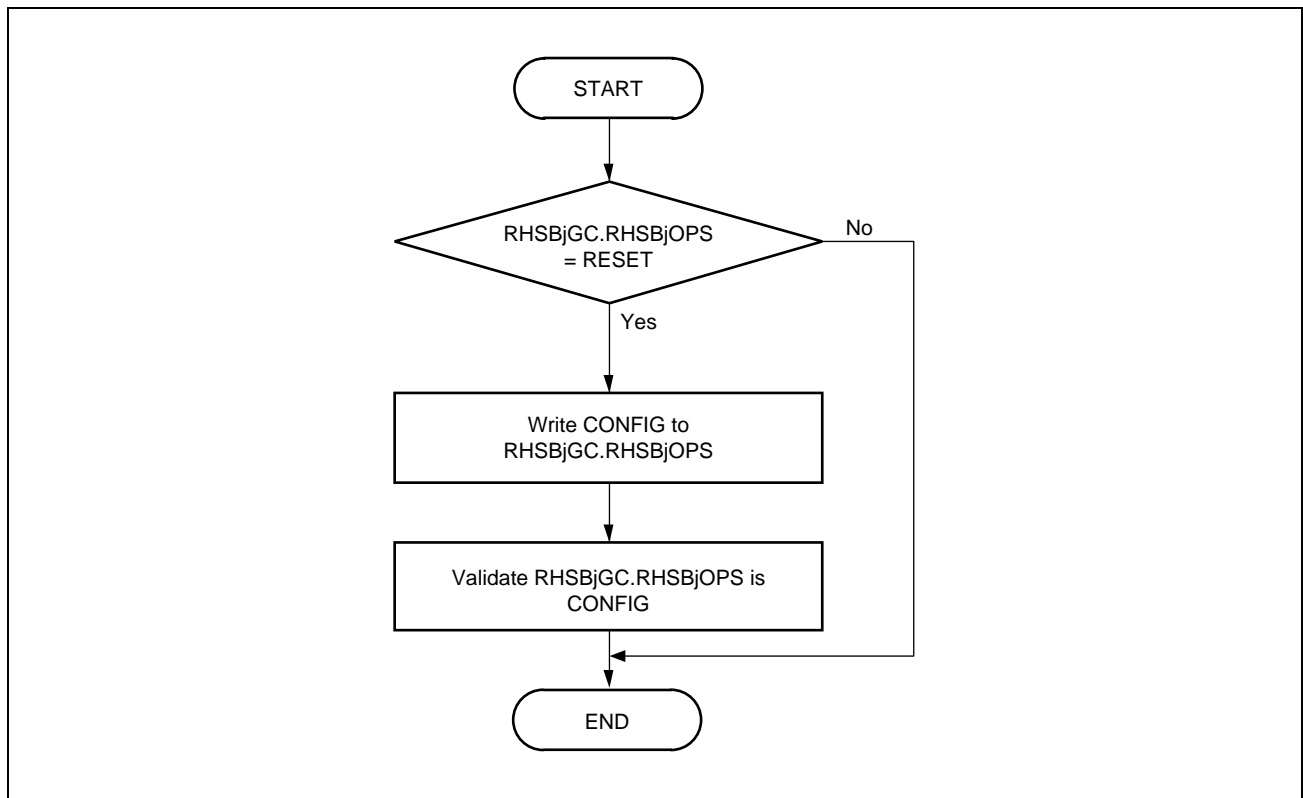 START
RHSBjGC.RHSBjOPS
= RESET
No
Yes
Write CONFIG to
RHSBjGC.RHSBjOPS
Validate RHSBjGC.RHSBjOPS is
CONFIG
END